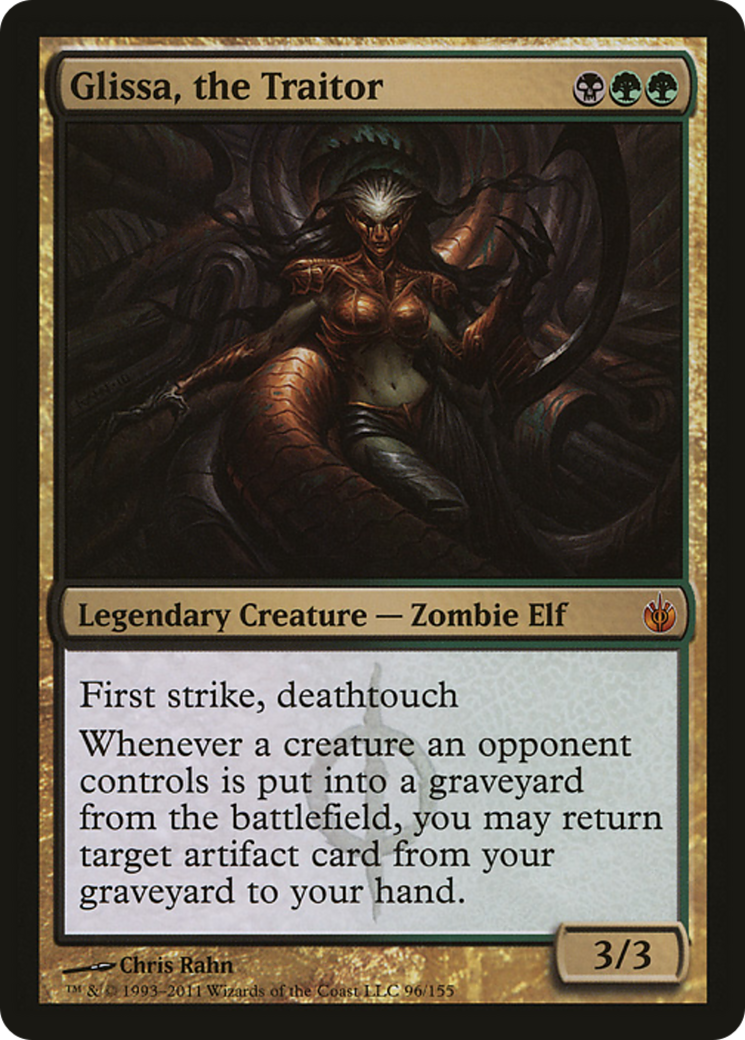 Glissa, the Traitor
Legendary Creature — Zombie Elf
First strike, deathtouch
Whenever a creature an opponent
controls is put into a graveyard
from the battlefield, you may return
target artifact card from your
graveyard to your hand.
3/3
Chris Rahn
™ & © 1993–2011 Wizards of the Coast LLC 96/155